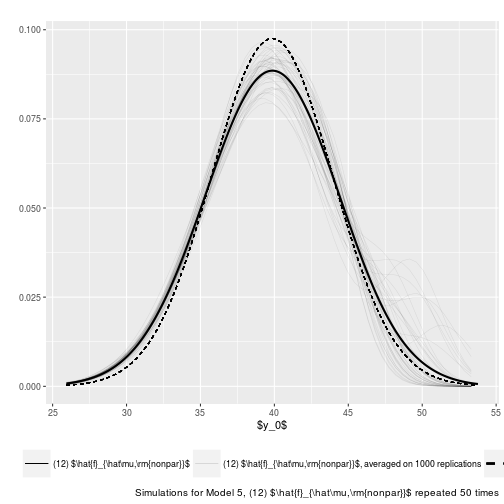 0.100
0.075
0.050
0.025
0.000
25 30 35 40 45 50 55
$y_0$
(12) $\hat{f}_{\hat\mu,\rm{nonpar}}$ (12) $\hat{f}_{\hat\mu,\rm{nonpar}}$, averaged on 1000 replications
Simulations for Model 5, (12) $\hat{f}_{\hat\mu,\rm{nonpar}}$ repeated 50 times